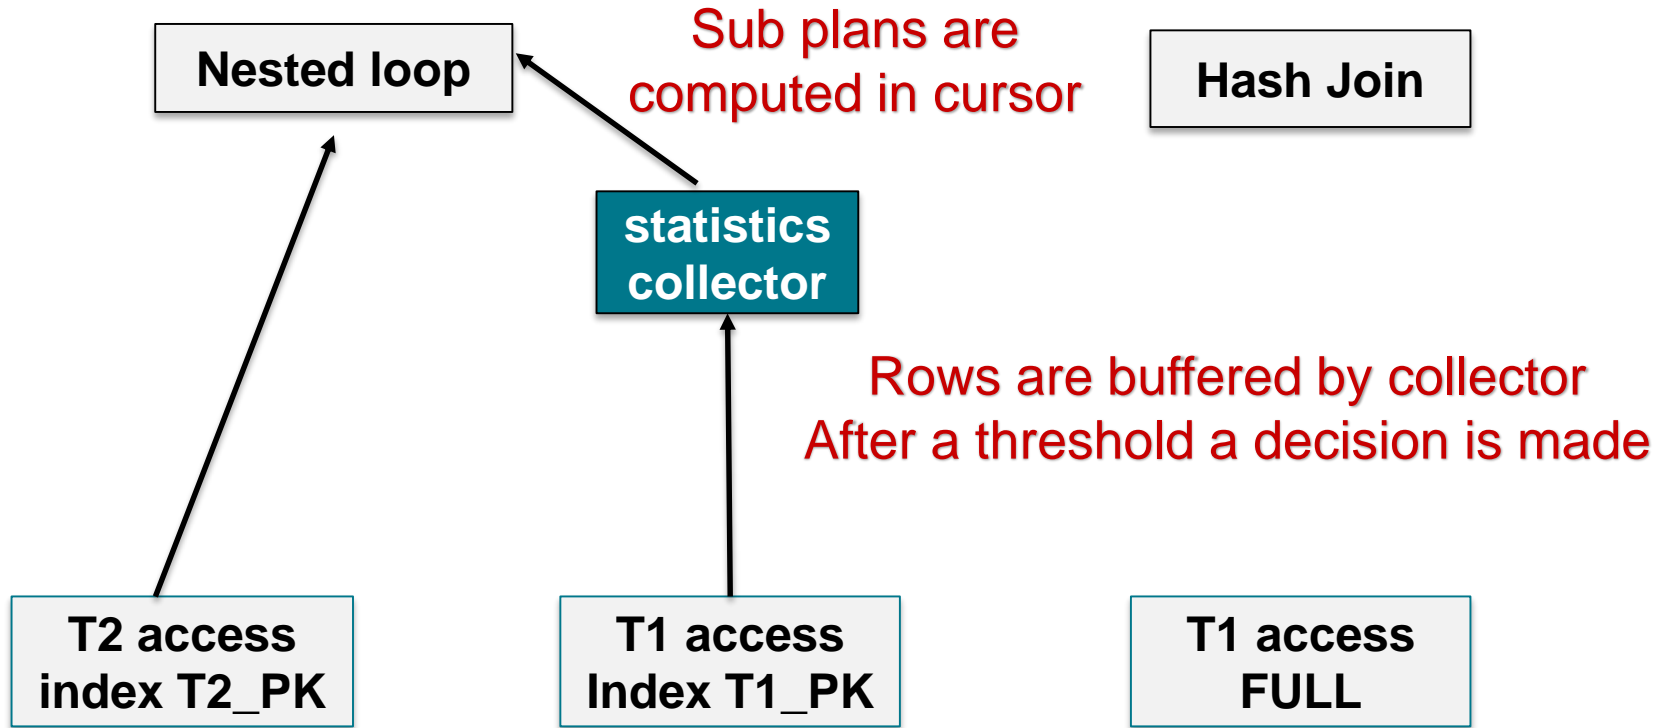 Nested loop
Sub plans are
computed in cursor
Hash Join
statistics
collector
Rows are buffered by collector
After a threshold a decision is made
T2 access
index T2_PK
T1 access
Index T1_PK
T1 access
FULL